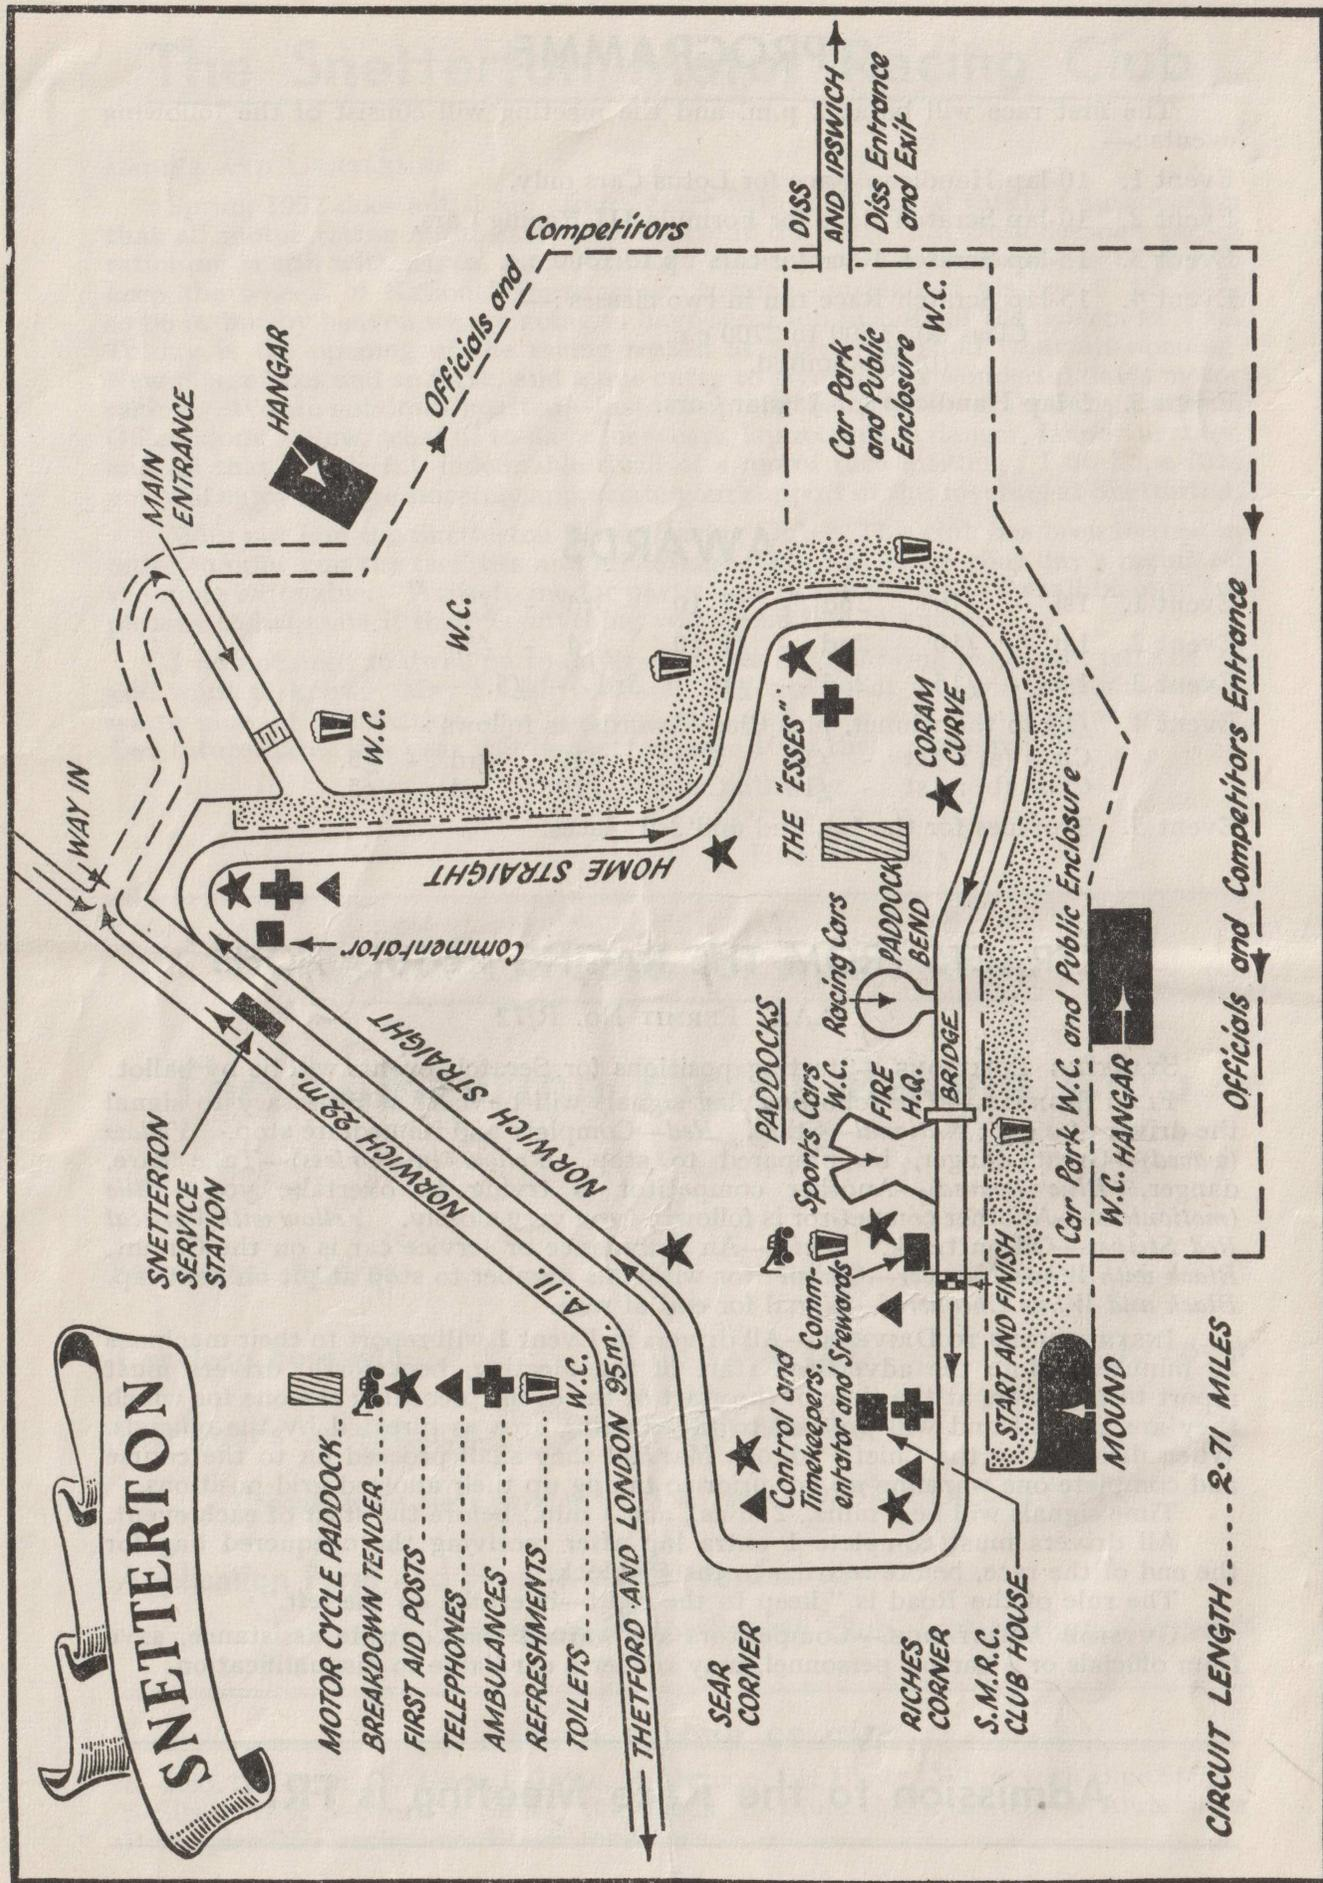 SNETTERTON
MOTOR CYCLE PADDOCK
BREAKDOWN TENDER
FIRST AID POSTS
TELEPHONES
AMBULANCES
REFRESHMENTS
TOILETS W.C.
THETFORD AND LONDON 95m.
A.11.
NORWICH 22m.
SNETTERTON
SERVICE
STATION
WAY IN
MAIN
ENTRANCE
HANGAR
Officials and
Competitors
W.C.
W.C.
NORWICH STRAIGHT
Commentator
HOME STRAIGHT
THE "ESSES"
CORAM
CURVE
DISS
AND IPSWICH
Diss Entrance
and Exit
Car Park
and Public
Enclosure
W.C.
PADDOCKS
Sports Cars
W.C.
Racing Cars
FIRE
H.Q.
PADDOCK
BEND
BRIDGE
SEAR
CORNER
Control and
Timekeepers. Comm-
entator and Stewards
RICHES
CORNER
S.M.R.C.
CLUB HOUSE
START AND FINISH
MOUND
Car Park W.C. and Public Enclosure
W.C.
HANGAR
Officials and Competitors Entrance
CIRCUIT LENGTH......2·71 MILES